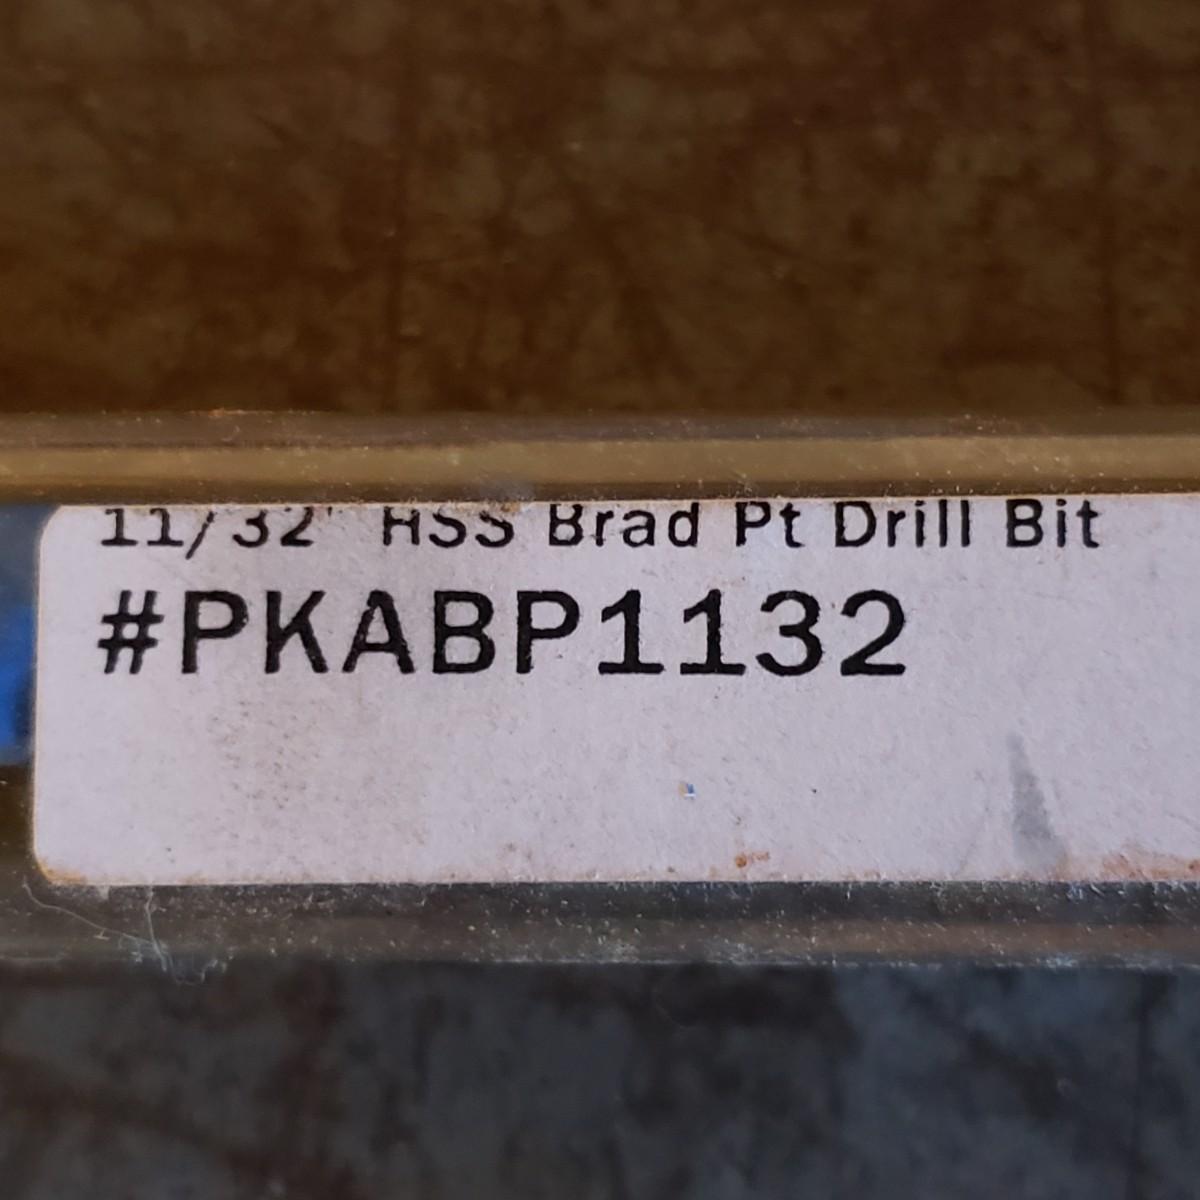 11/32" HSS Brad Pt Drill Bit
#PKABP1132